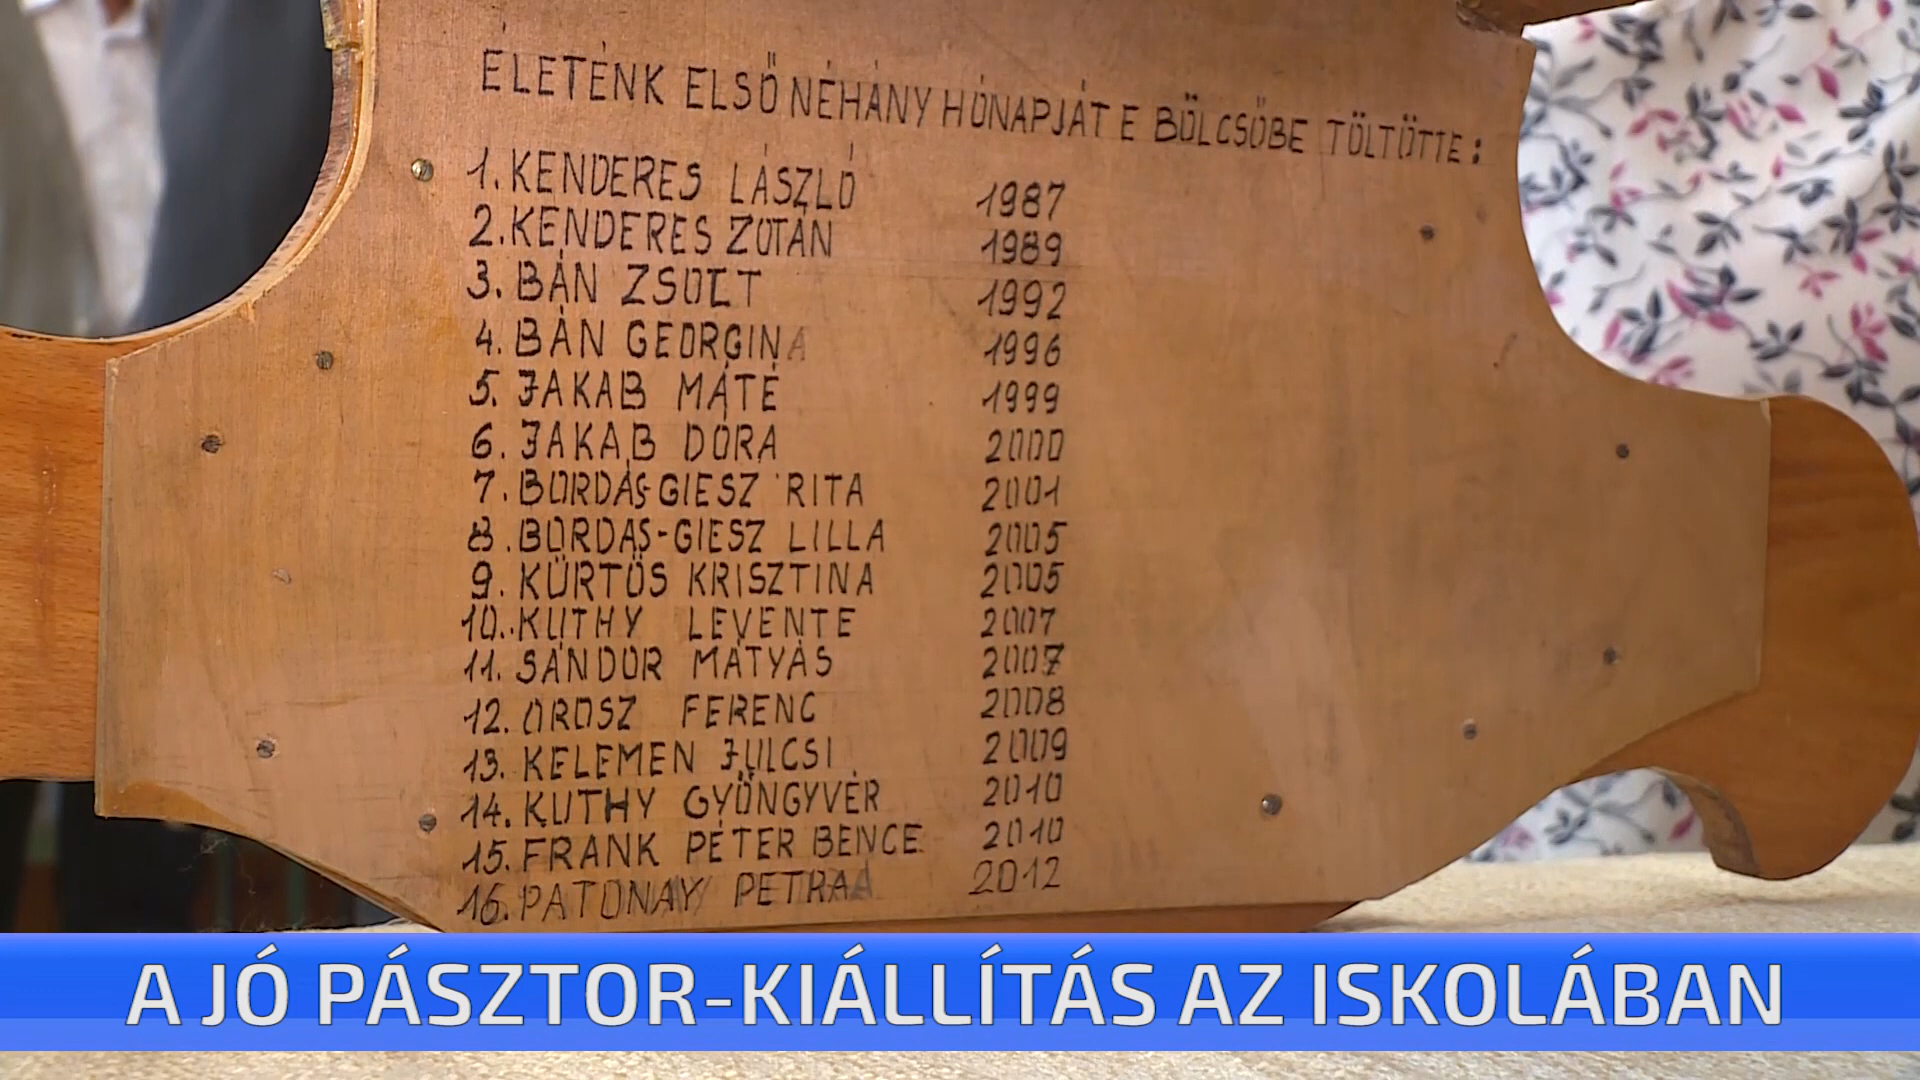 ÉLETÉNK ELSŐ NÉHÁNY HÓNAPJÁT E BÖLCSŐBE TÖLTÖTTE:
1. KENDERES LÁSZLÓ 1987
2. KENDERES ZOTÁN 1989
3. BÁN ZSOLT 1992
4. BÁN GEORGINA 1996
5. JAKAB MÁTÉ 1999
6. JAKAB DÓRA 2000
7. BORDÁS-GIESZ RITA 2001
8. BORDÁS-GIESZ LILLA 2005
9. KÜRTÖS KRISZTINA 2005
10. KUTHY LEVENTE 2007
11. SÁNDOR MÁTYÁS 2007
12. OROSZ FERENC 2008
13. KELEMEN JULCSI 2009
14. KUTHY GYÖNGYVÉR 2010
15. FRANK PÉTER BENCE 2010
16. PATONAY PETRA 2012
A JÓ PÁSZTOR-KIÁLLÍTÁS AZ ISKOLÁBAN